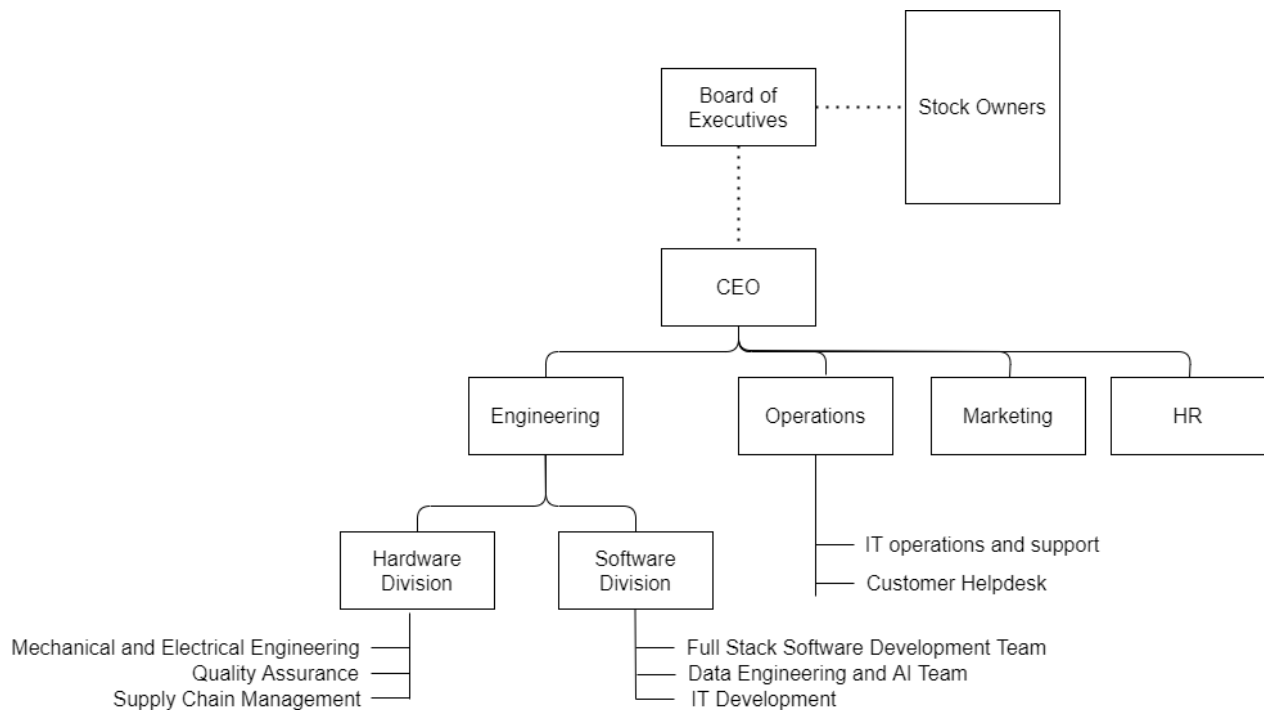 Board of
Executives
Stock Owners
CEO
Engineering
Operations
Marketing
HR
Hardware
Division
Software
Division
IT operations and support
Customer Helpdesk
Mechanical and Electrical Engineering
Quality Assurance
Supply Chain Management
Full Stack Software Development Team
Data Engineering and AI Team
IT Development